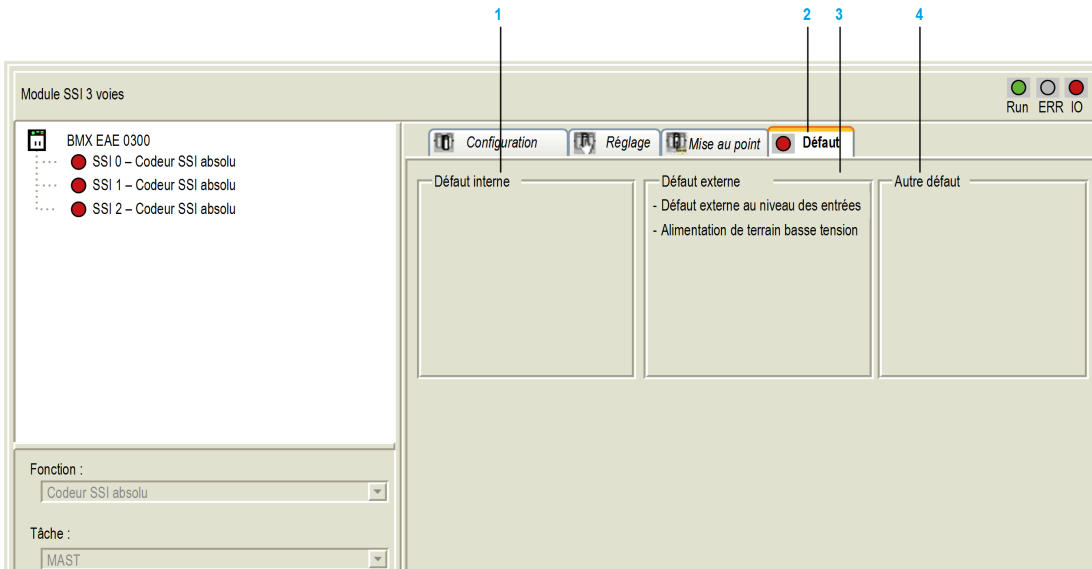 1 2 3 4
Module SSI 3 voies
Run ERR IO
BMX EAE 0300
SSI 0 – Codeur SSI absolu
SSI 1 – Codeur SSI absolu
SSI 2 – Codeur SSI absolu
Configuration Réglage Mise au point Défaut
Défaut interne
Défaut externe
- Défaut externe au niveau des entrées
- Alimentation de terrain basse tension
Autre défaut
Fonction :
Codeur SSI absolu
Tâche :
MAST